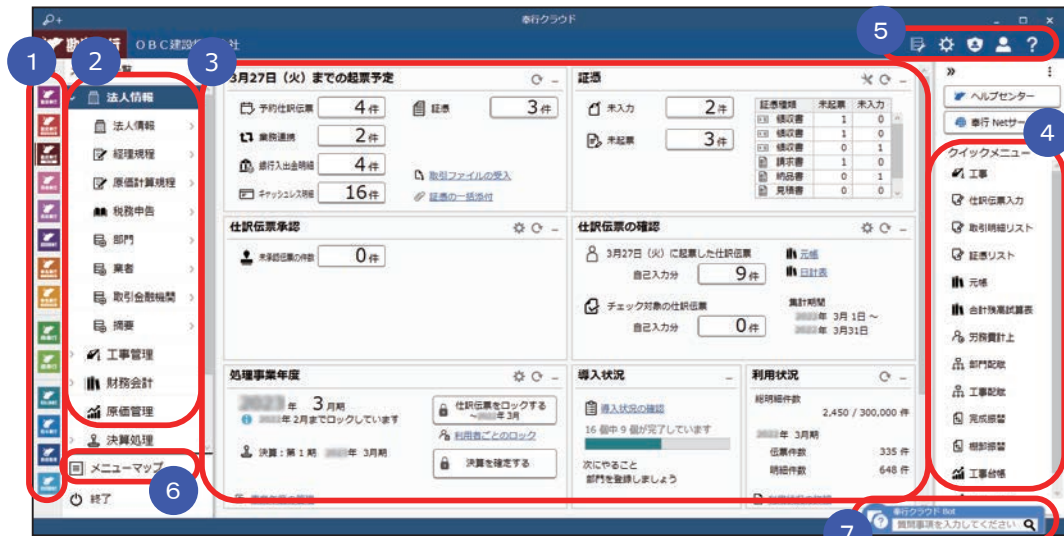 奉行クラウド
1
2
3
5
OBC建設
社
法人情報
法人情報
経理規程
原価計算規程
税務申告
部門
業者
取引金融機関
摘要
工事管理
財務会計
原価管理
決算処理
メニューマップ
終了
6
3月27日（火）までの起票予定
予約仕訳伝票 4件
証憑 3件
業務連携 2件
銀行入出金明細 4件
キャッシュレス明細 16件
取引ファイルの受入
証憑の一括添付
証憑
未入力 2件
未起票 3件
証憑種類 未起票 未入力
領収書 1 0
領収書 1 0
領収書 0 1
請求書 1 0
納品書 0 1
見積書 0 0
仕訳伝票承認
未承認伝票の件数 0件
仕訳伝票の確認
3月27日（火）に起票した仕訳伝票
自己入力分 9件
元帳
日計表
チェック対象の仕訳伝票
自己入力分 0件
集計期間
年 3月 1日 ～
年 3月31日
処理事業年度
年 3月期
年 2月までロックしています
決算：第 1 期 年 3月期
仕訳伝票をロックする
～ 年 3月
利用者ごとのロック
決算を確定する
導入状況
導入状況の確認
16 個中 9 個が完了しています
次にやること
部門を登録しましょう
利用状況
総明細件数
2,450 / 300,000 件
年 3月期
伝票件数 335 件
明細件数 648 件
ヘルプセンター
奉行 Netサー
4
クイックメニュー
工事
仕訳伝票入力
取引明細リスト
証憑リスト
元帳
合計残高試算表
労務費計上
部門配賦
工事配賦
完成振替
棚卸振替
工事台帳
7
奉行クラウド Bot
質問事項を入力してください